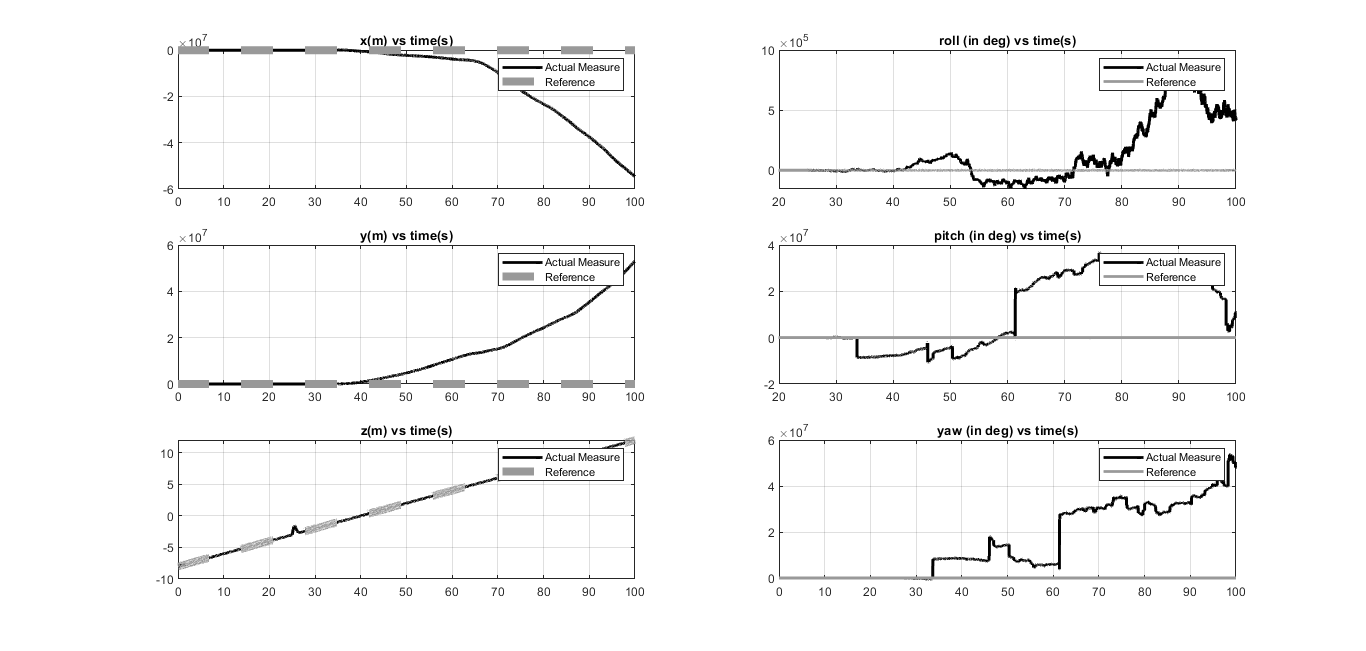 x(m) vs time(s)
×10^7
0
-2
-4
-6
0 10 20 30 40 50 60 70 80 90 100
Actual Measure
Reference
roll (in deg) vs time(s)
×10^5
10
5
0
20 30 40 50 60 70 80 90 100
Actual Measure
Reference
y(m) vs time(s)
×10^7
6
4
2
0
0 10 20 30 40 50 60 70 80 90 100
Actual Measure
Reference
pitch (in deg) vs time(s)
×10^7
4
2
0
-2
20 30 40 50 60 70 80 90 100
Actual Measure
Reference
z(m) vs time(s)
10
5
0
-5
-10
0 10 20 30 40 50 60 70 80 90 100
Actual Measure
Reference
yaw (in deg) vs time(s)
×10^7
6
4
2
0
0 10 20 30 40 50 60 70 80 90 100
Actual Measure
Reference